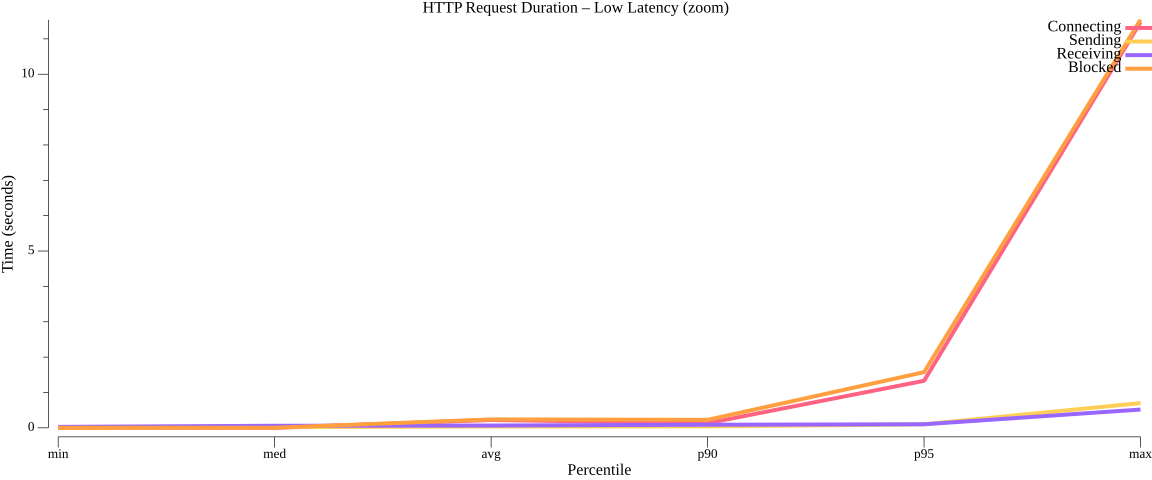 HTTP Request Duration – Low Latency (zoom)
Connecting
Sending
Receiving
Blocked
10
5
0
Time (seconds)
min med avg p90 p95 max
Percentile